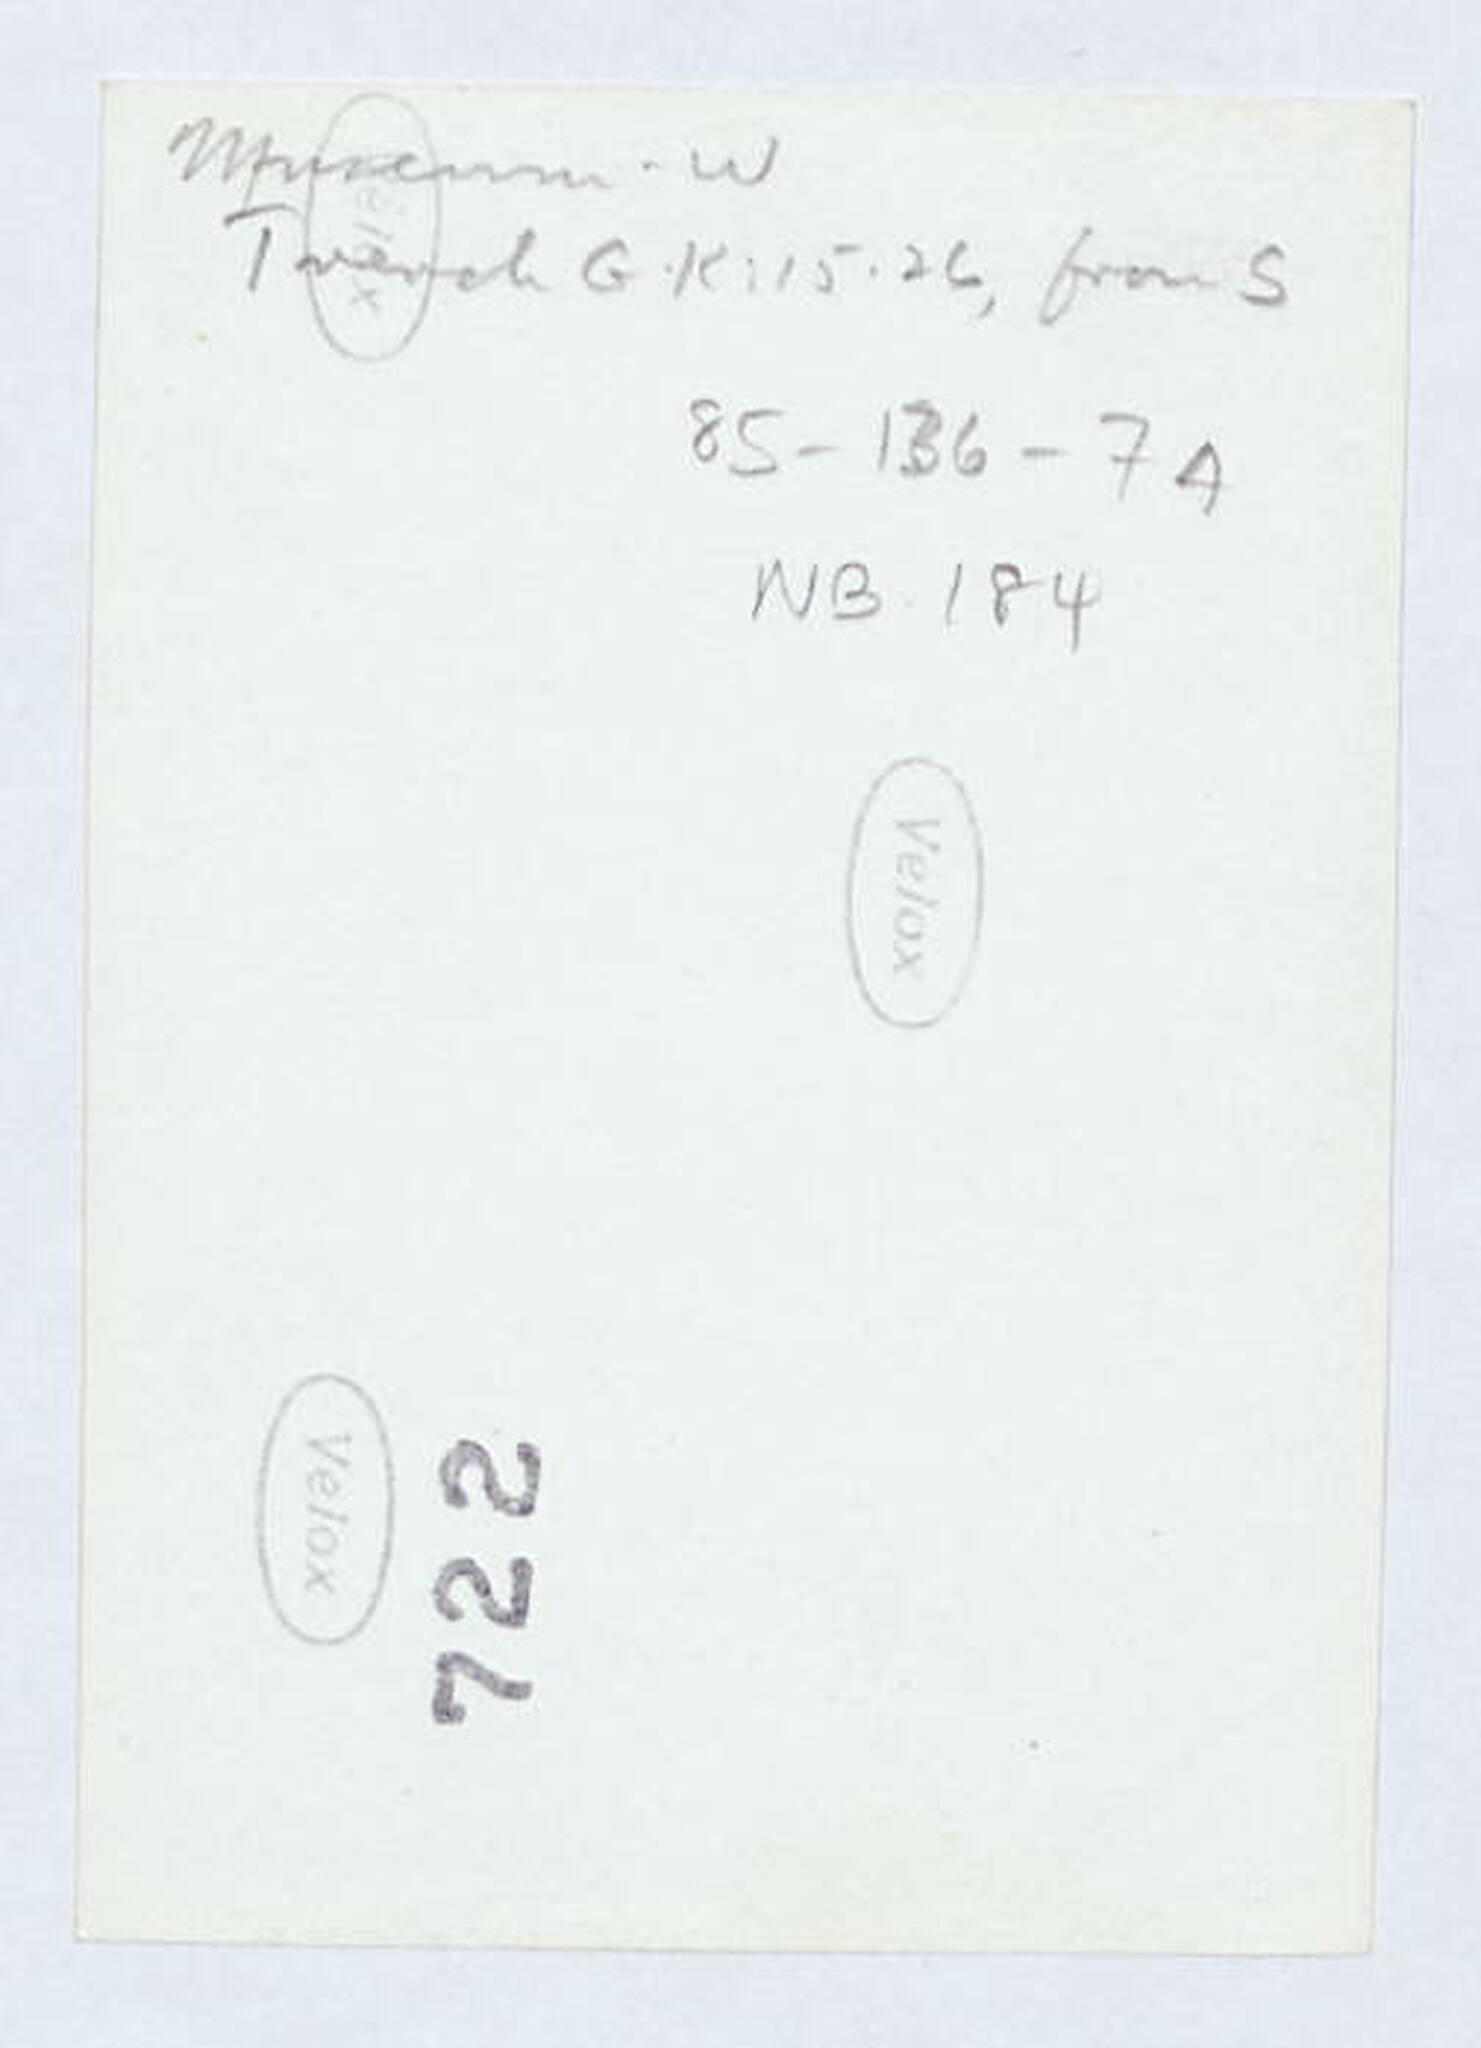 Museum - W
Trench G-K:15-26, from S
85-136-7A
NB. 184
Velox
Velox
Velox
722